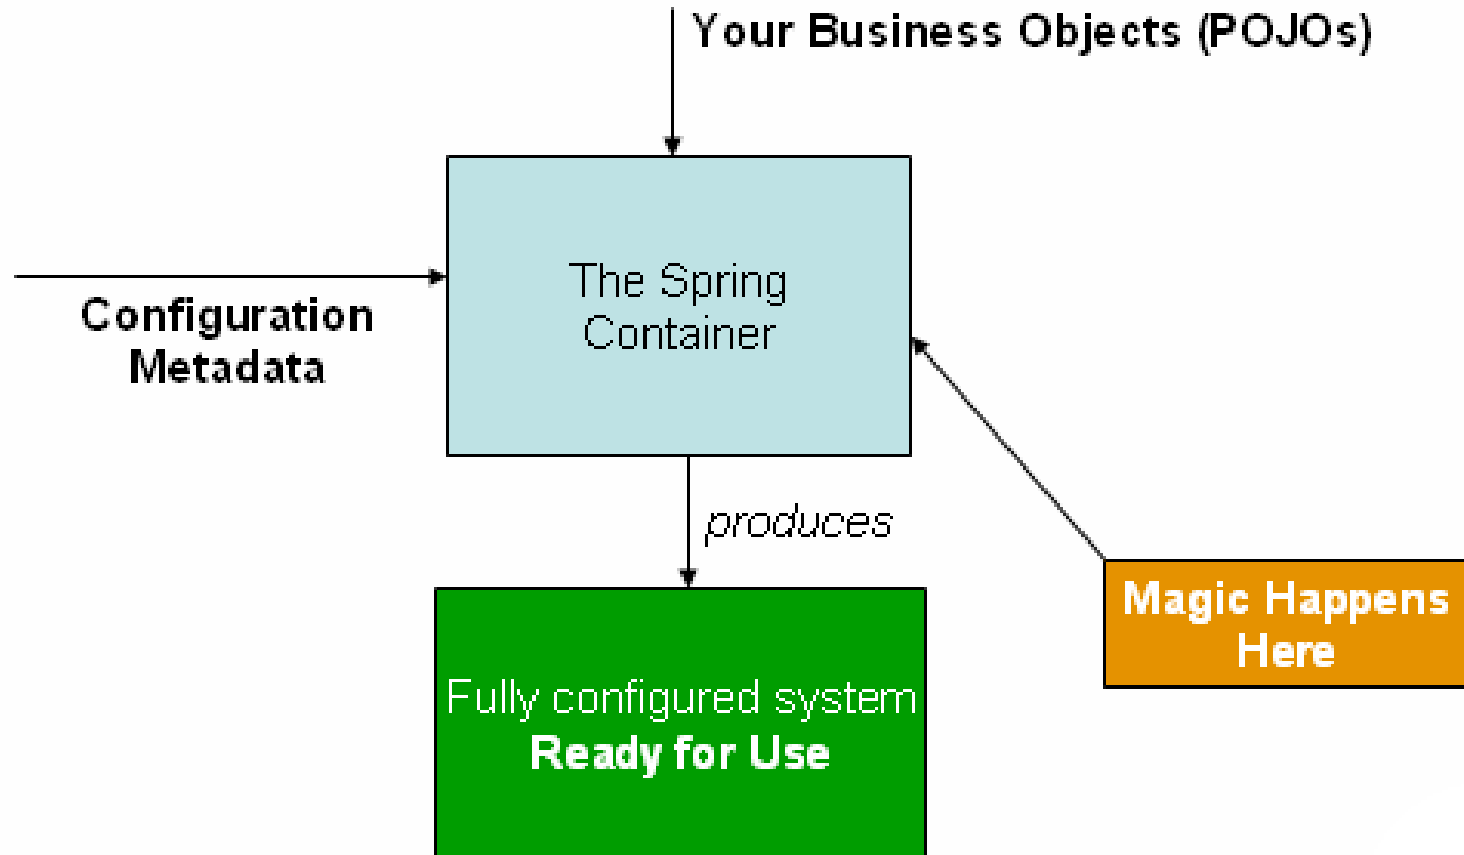 Your Business Objects (POJOs)
The Spring
Container
Configuration
Metadata
produces
Magic Happens
Here
Fully configured system
Ready for Use